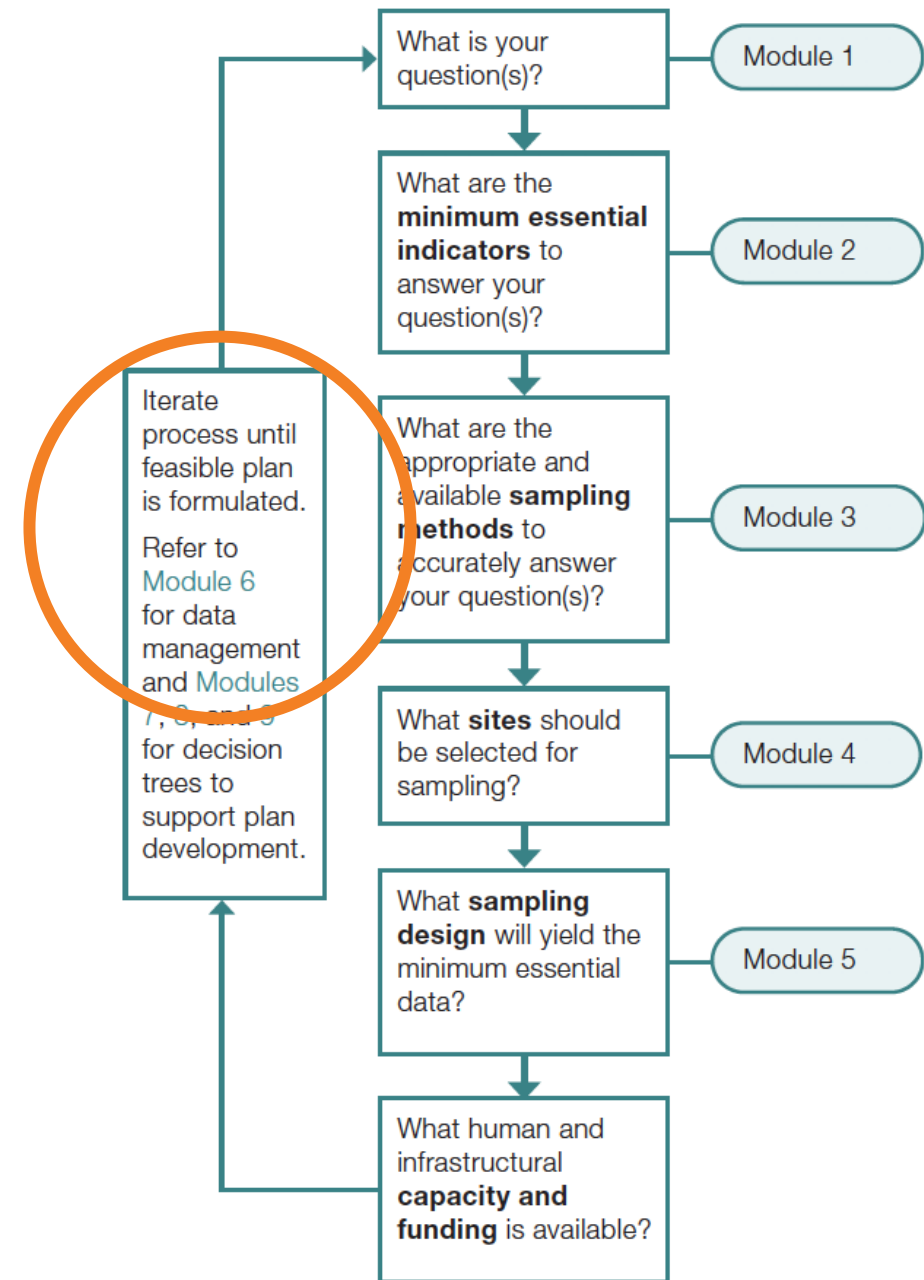 What is your
question(s)?
Module 1
What are the
minimum essential
indicators to
answer your
question(s)?
Module 2
Iterate
process until
feasible plan
is formulated.
Refer to
Module 6
for data
management
and Modules
7, 8, and 9
for decision
trees to
support plan
development.
What are the
appropriate and
available sampling
methods to
accurately answer
your question(s)?
Module 3
What sites should
be selected for
sampling?
Module 4
What sampling
design will yield the
minimum essential
data?
Module 5
What human and
infrastructural
capacity and
funding is available?